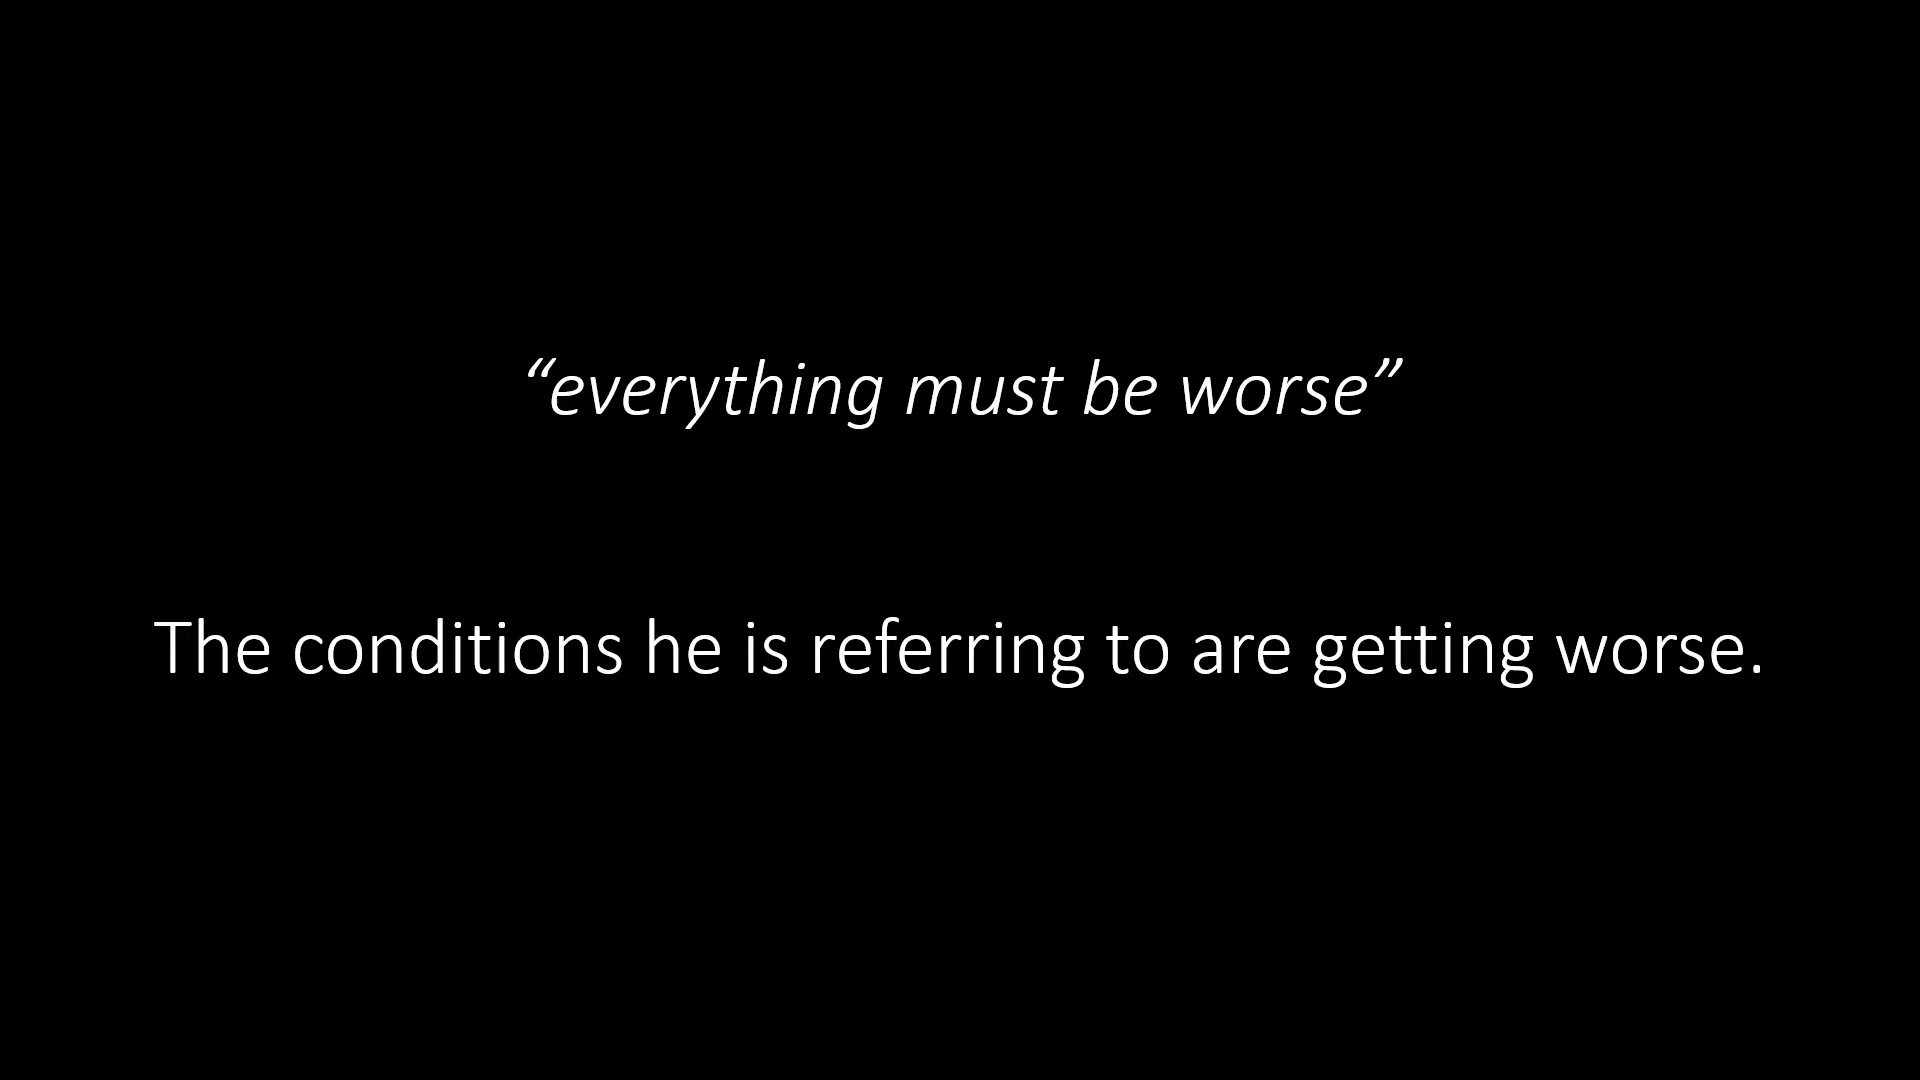 “everything must be worse”
The conditions he is referring to are getting worse.